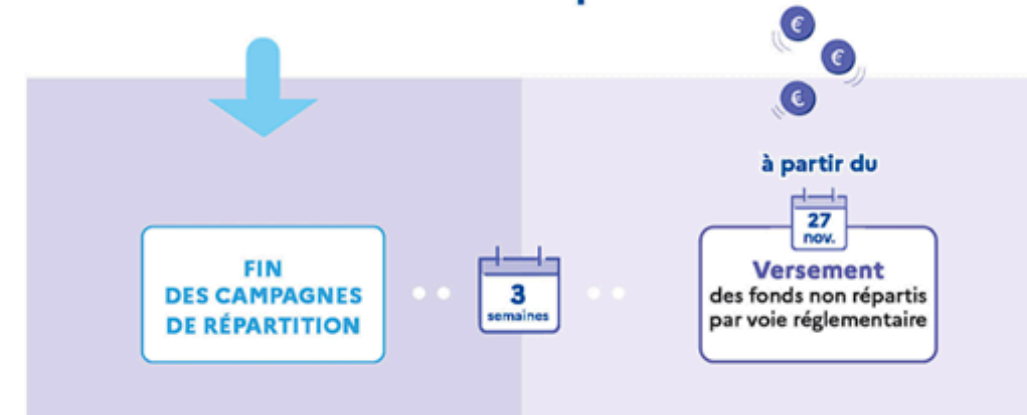 €
€
€
à partir du
27
nov.
FIN
DES CAMPAGNES
DE RÉPARTITION
3
semaines
Versement
des fonds non répartis
par voie réglementaire